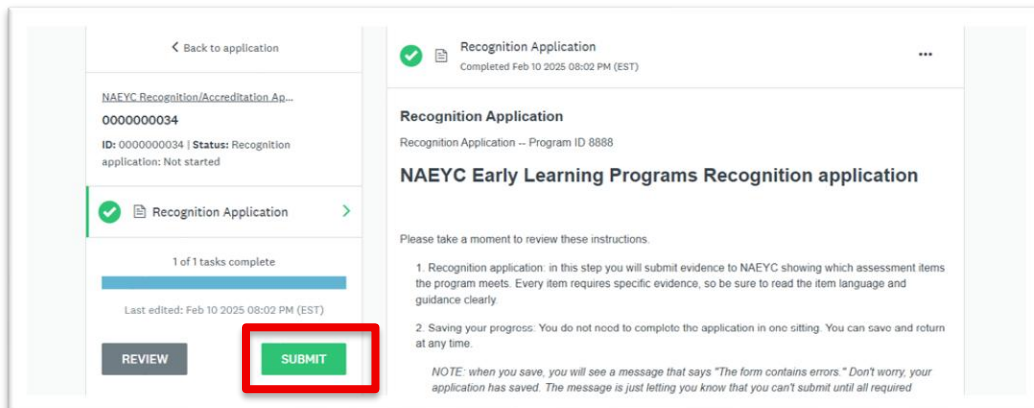 Back to application
NAEYC Recognition/Accreditation Ap...
0000000034
ID: 0000000034 | Status: Recognition
application: Not started
Recognition Application
1 of 1 tasks complete
Last edited: Feb 10 2025 08:02 PM (EST)
REVIEW
SUBMIT
Recognition Application
Completed Feb 10 2025 08:02 PM (EST)
...
Recognition Application
Recognition Application -- Program ID 8888
NAEYC Early Learning Programs Recognition application
Please take a moment to review these instructions.
1. Recognition application: in this step you will submit evidence to NAEYC showing which assessment items
the program meets. Every item requires specific evidence, so be sure to read the item language and
guidance clearly.
2. Saving your progress: You do not need to complete the application in one sitting. You can save and return
at any time.
NOTE: when you save, you will see a message that says "The form contains errors." Don't worry, your
application has saved. The message is just letting you know that you can't submit until all required